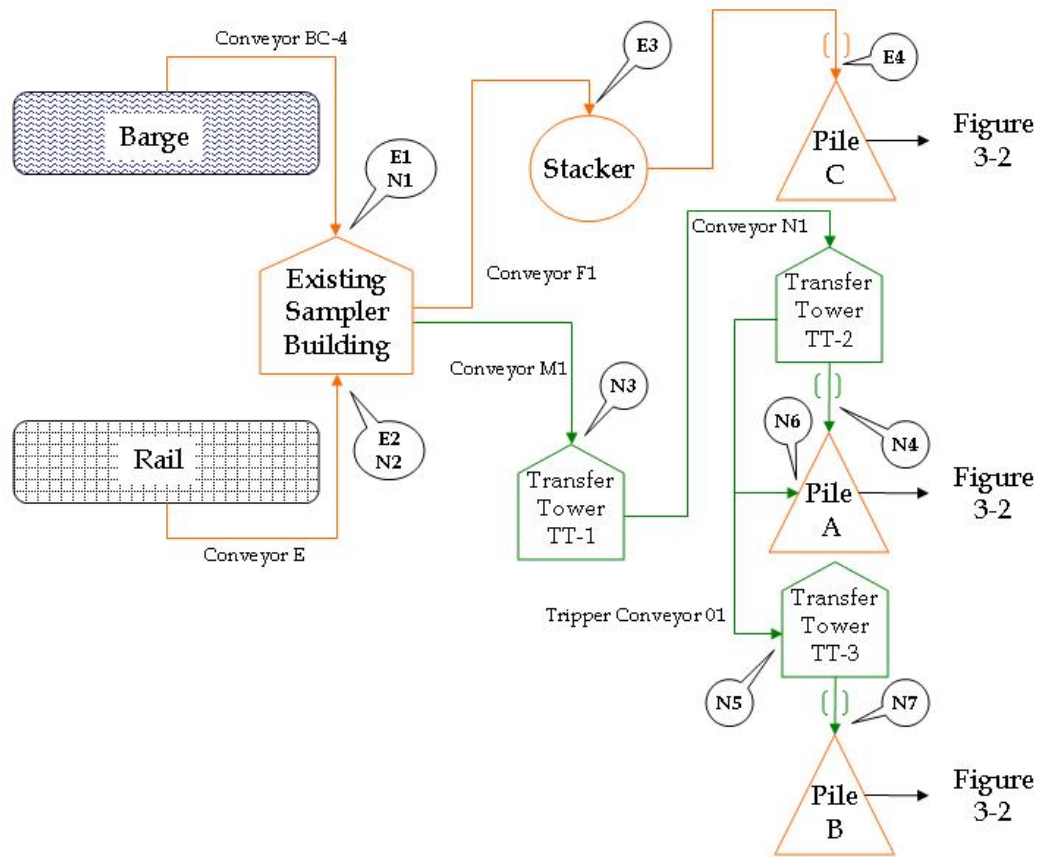 Conveyor BC-4
Barge
E1
N1
E3
Stacker
E4
Pile
C
Figure
3-2
Conveyor N1
Conveyor F1
Existing
Sampler
Building
Transfer
Tower
TT-2
Conveyor M1
N3
N6
N4
Rail
E2
N2
Transfer
Tower
TT-1
Pile
A
Figure
3-2
Conveyor E
Tripper Conveyor 01
Transfer
Tower
TT-3
N5
N7
Pile
B
Figure
3-2